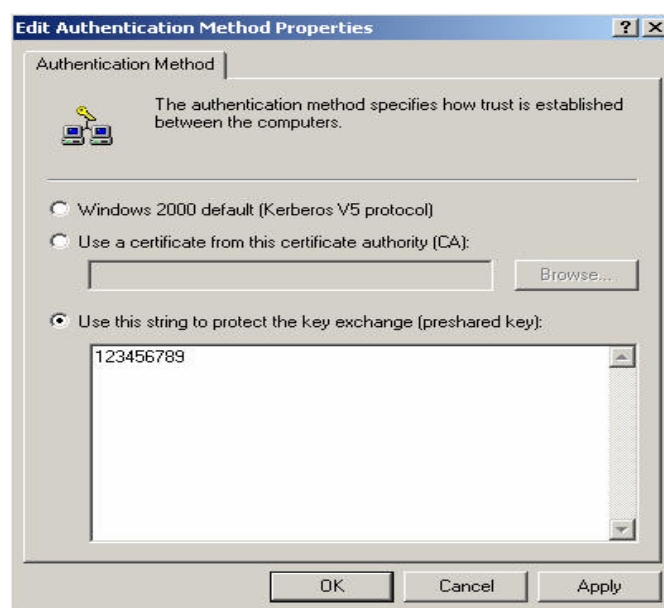 Edit Authentication Method Properties
Authentication Method
The authentication method specifies how trust is established
between the computers.
Windows 2000 default (Kerberos V5 protocol)
Use a certificate from this certificate authority (CA):
Browse...
Use this string to protect the key exchange (preshared key):
123456789
OK
Cancel
Apply